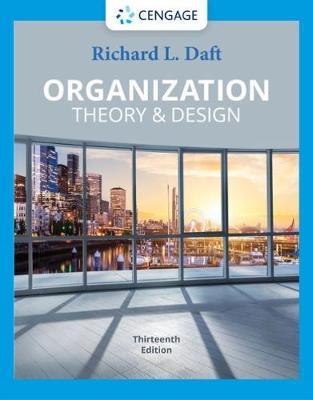 CENGAGE
Richard L. Daft
ORGANIZATION
THEORY & DESIGN
Thirteenth
Edition